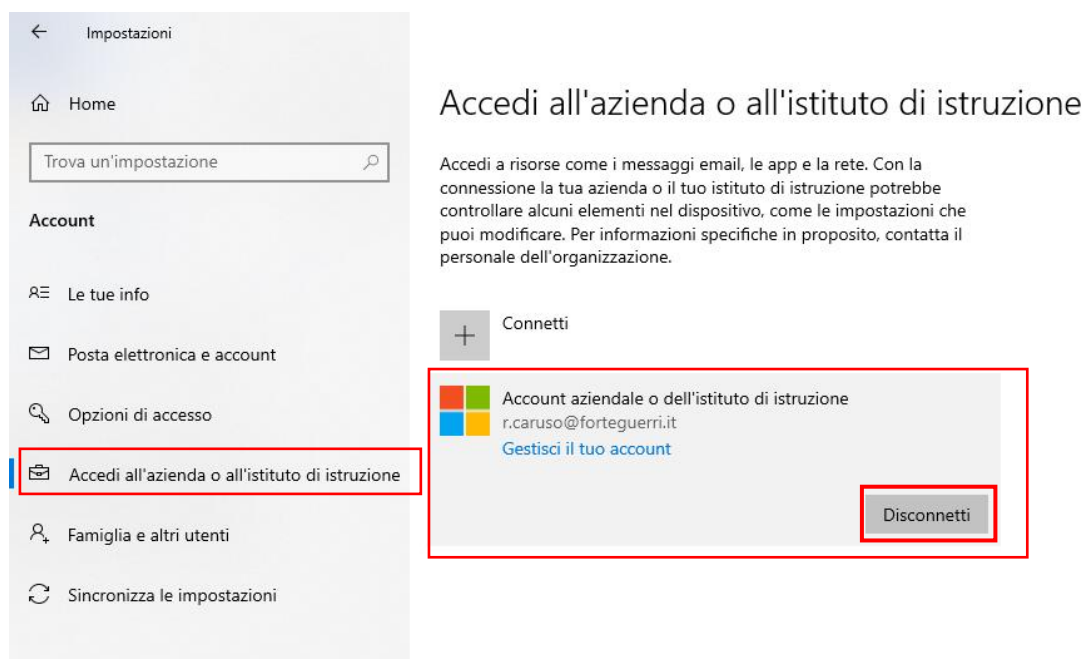 Impostazioni
Home
Trova un'impostazione
Account
Le tue info
Posta elettronica e account
Opzioni di accesso
Accedi all'azienda o all'istituto di istruzione
Famiglia e altri utenti
Sincronizza le impostazioni
Accedi all'azienda o all'istituto di istruzione
Accedi a risorse come i messaggi email, le app e la rete. Con la
connessione la tua azienda o il tuo istituto di istruzione potrebbe
controllare alcuni elementi nel dispositivo, come le impostazioni che
puoi modificare. Per informazioni specifiche in proposito, contatta il
personale dell'organizzazione.
Connetti
Account aziendale o dell'istituto di istruzione
r.caruso@forteguerri.it
Gestisci il tuo account
Disconnetti